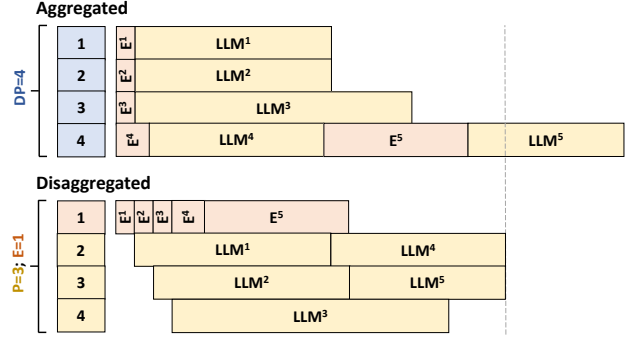 Aggregated
DP=4
1 E¹ LLM¹
2 E² LLM²
3 E³ LLM³
4 E⁴ LLM⁴ E⁵ LLM⁵
Disaggregated
P=3; E=1
1 E¹ E² E³ E⁴ E⁵
2 LLM¹ LLM⁴
3 LLM² LLM⁵
4 LLM³